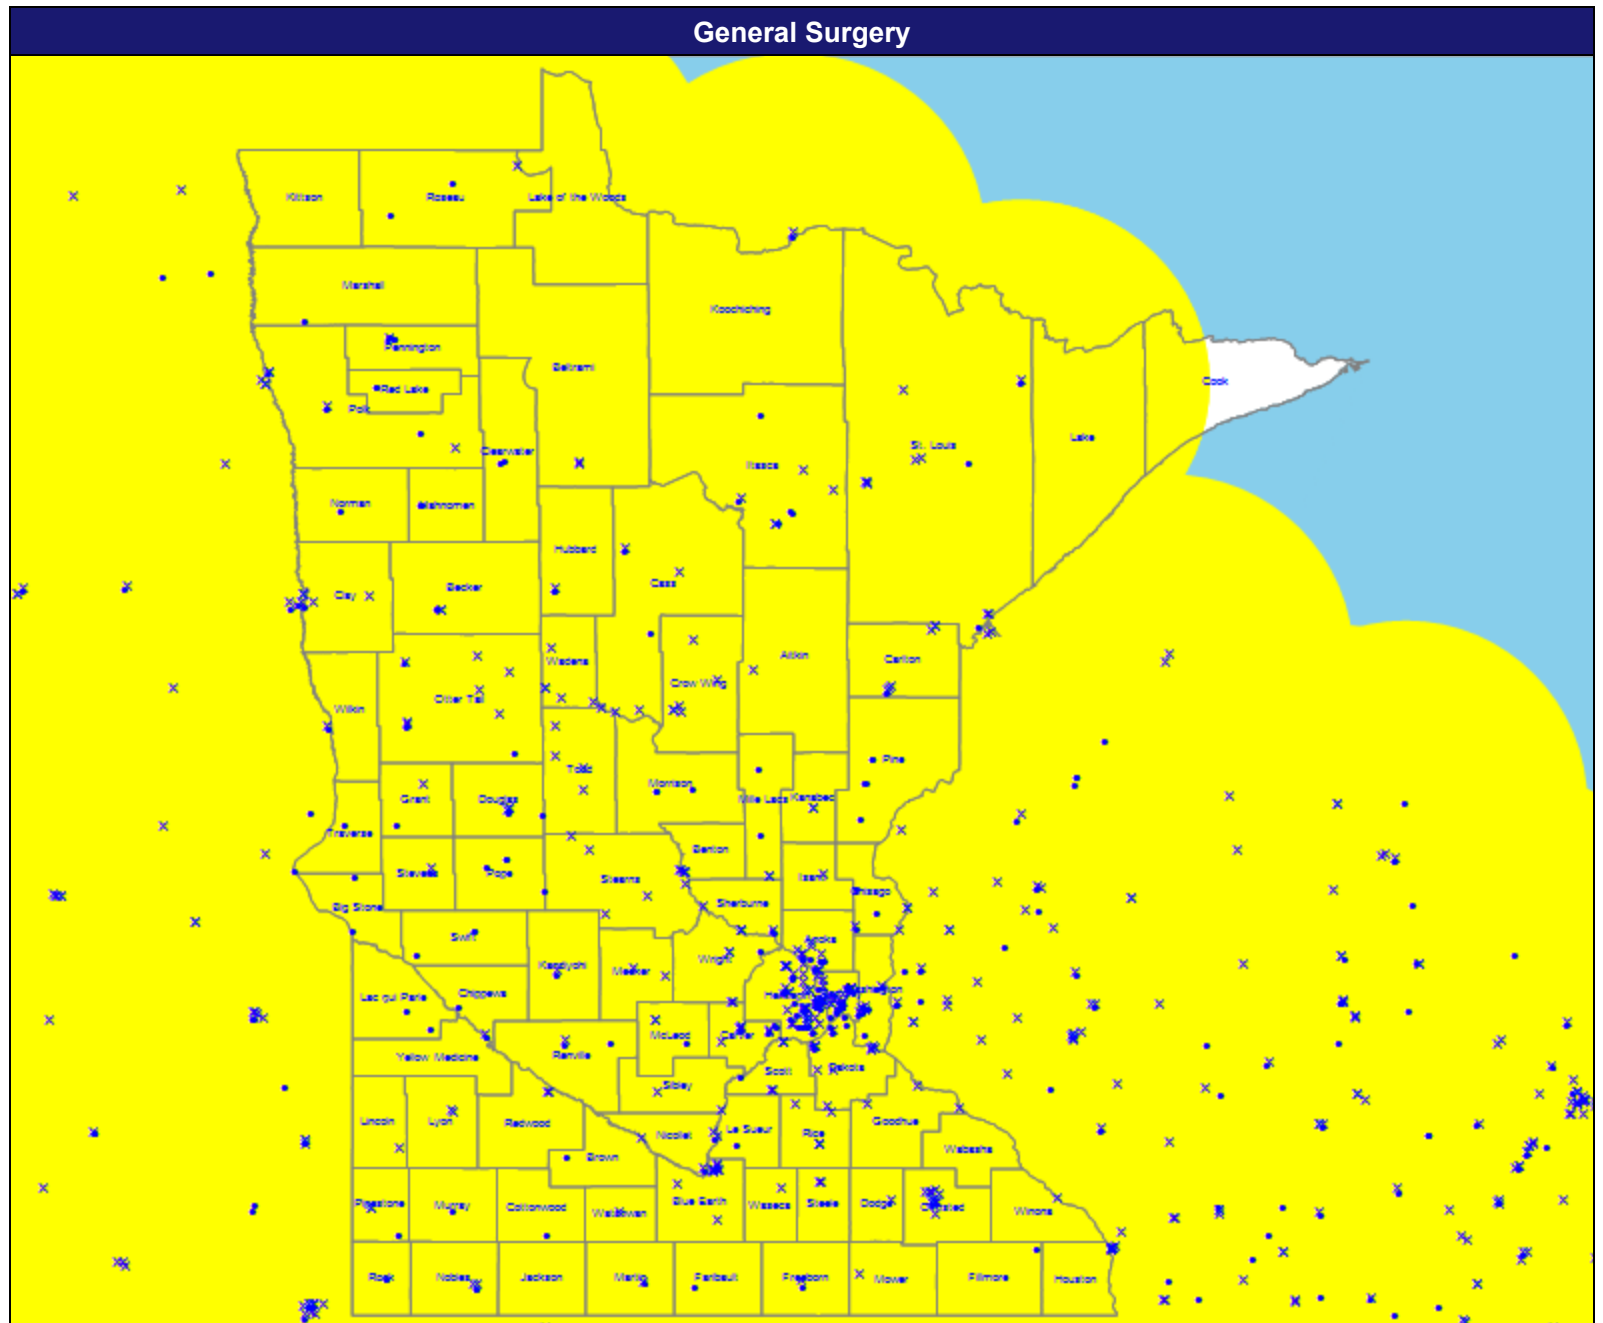 General Surgery
Kittson
Roseau
Lake of the Woods
Marshall
Koochiching
Pennington
Beltrami
Red Lake
Cook
Polk
Lake
St. Louis
Clearwater
Itasca
Norman
Mahnomen
Hubbard
Cass
Becker
Clay
Aitkin
Wadena
Carlton
Crow Wing
Otter Tail
Wilkin
Pine
Todd
Morrison
Grant
Douglas
Mille Lacs
Kanabec
Traverse
Benton
Stevens
Pope
Stearns
Isanti
Chisago
Sherburne
Big Stone
Swift
Anoka
Wright
Kandiyohi
Meeker
Chippewa
Lac qui Parle
McLeod
Carver
Renville
Yellow Medicine
Scott
Dakota
Sibley
Lincoln
Lyon
Redwood
Goodhue
Le Sueur
Rice
Nicollet
Wabasha
Brown
Pipestone
Murray
Cottonwood
Watonwan
Blue Earth
Waseca
Steele
Dodge
Olmsted
Winona
Rock
Nobles
Jackson
Martin
Faribault
Freeborn
Mower
Fillmore
Houston